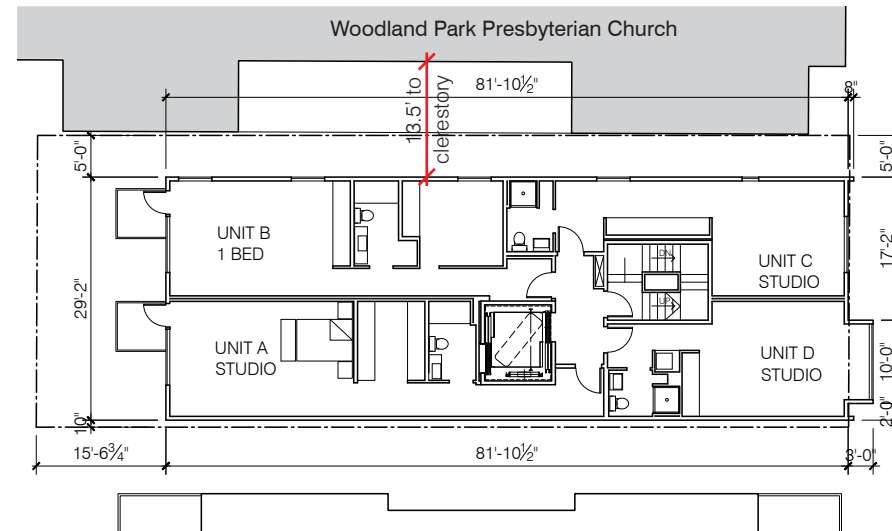 Woodland Park Presbyterian Church
81'-10½"
8"
13.5' to
clerestory
5'-0"
5'-0"
UNIT B
1 BED
DN
UNIT C
STUDIO
17'-2"
29'-2"
UP
UNIT A
STUDIO
UNIT D
STUDIO
10'-0"
2'-0"
10"
15'-6¾"
81'-10½"
3'-0"